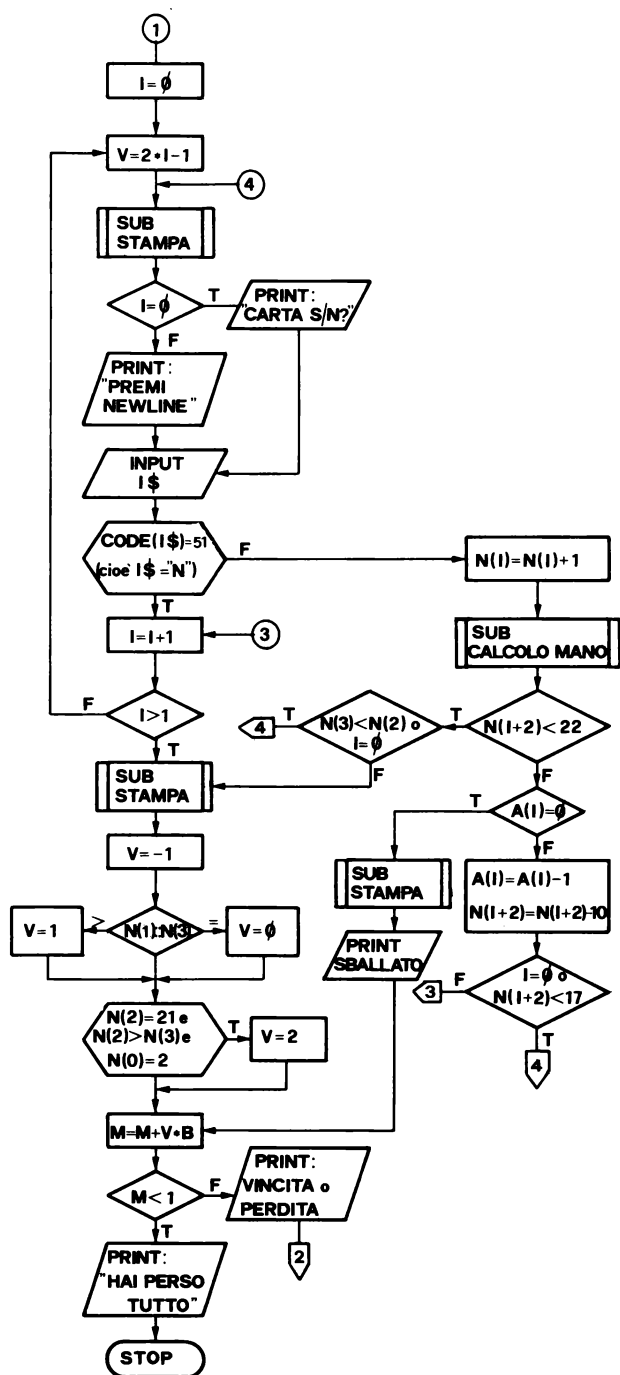 1
I=Ø
V=2*I-1
4
SUB
STAMPA
I=Ø
T
F
PRINT:
"CARTA S/N?"
PRINT:
"PREMI
NEWLINE"
INPUT
I$
CODE(I$)=51
(cioè I$="N")
F
T
N(I)=N(I)+1
I=I+1
3
SUB
CALCOLO MANO
F
I>1
T
4
T
N(3)<N(2) o
I=Ø
F
T
N(I+2)<22
F
SUB
STAMPA
T
A(I)=Ø
F
V=-1
SUB
STAMPA
A(I)=A(I)-1
N(I+2)=N(I+2)-10
V=1
>
N(1):N(3)
=
V=Ø
PRINT
SBALLATO
3
F
I=Ø o
N(I+2)<17
T
4
N(2)=21 e
N(2)>N(3) e
N(0)=2
T
V=2
M=M+V*B
M<1
F
T
PRINT:
VINCITA o
PERDITA
2
PRINT:
"HAI PERSO
TUTTO"
STOP